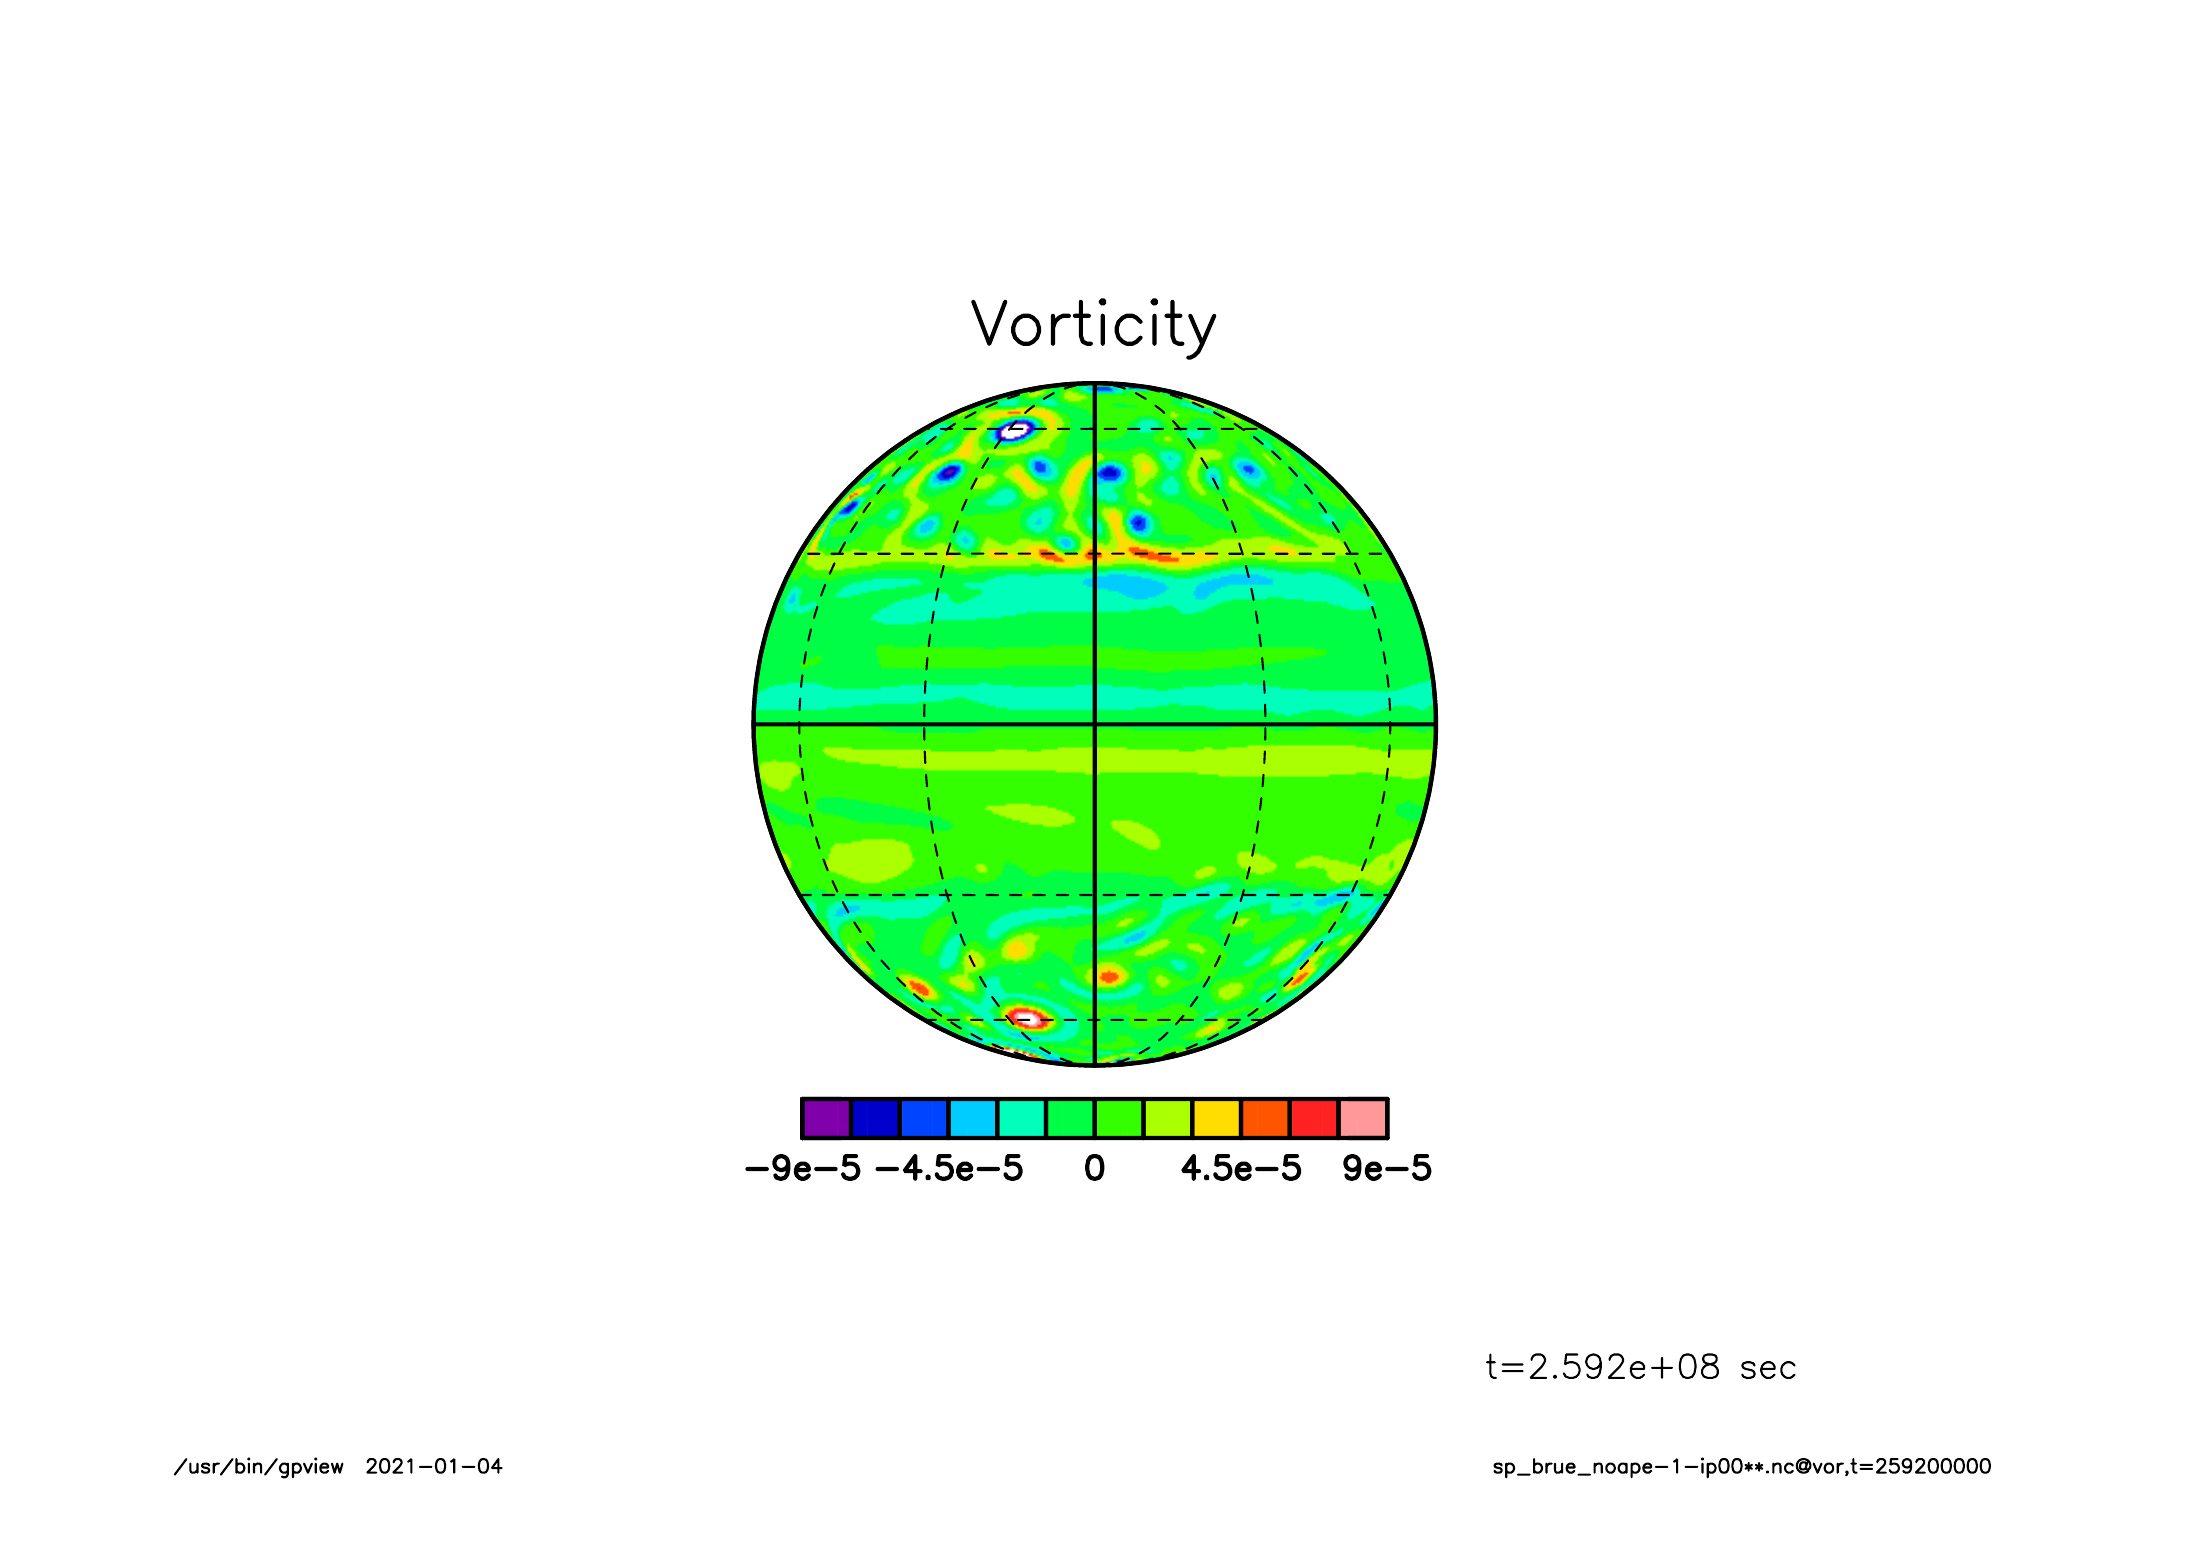 Vorticity
−9e−5 −4.5e−5 0 4.5e−5 9e−5
t=2.592e+08 sec
/usr/bin/gpview 2021−01−04
sp_brue_noape−1−ip00**.nc@vor,t=259200000